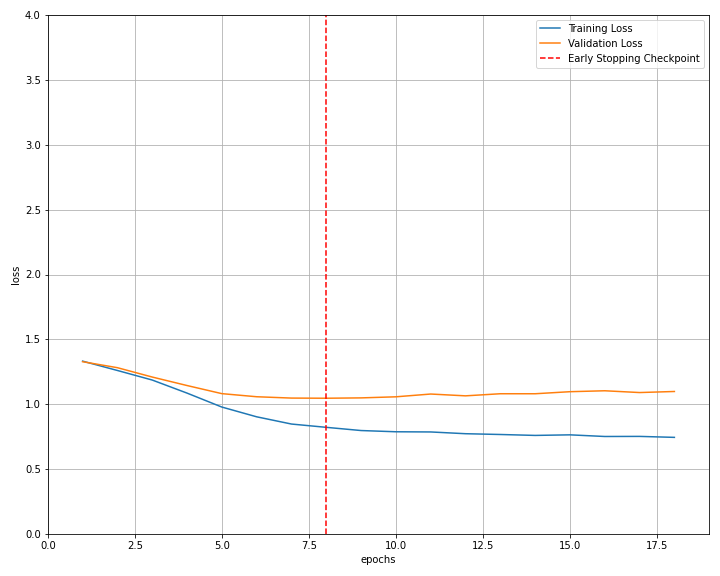 Training Loss
Validation Loss
Early Stopping Checkpoint
4.0
3.5
3.0
2.5
2.0
1.5
1.0
0.5
0.0
loss
0.0 2.5 5.0 7.5 10.0 12.5 15.0 17.5
epochs